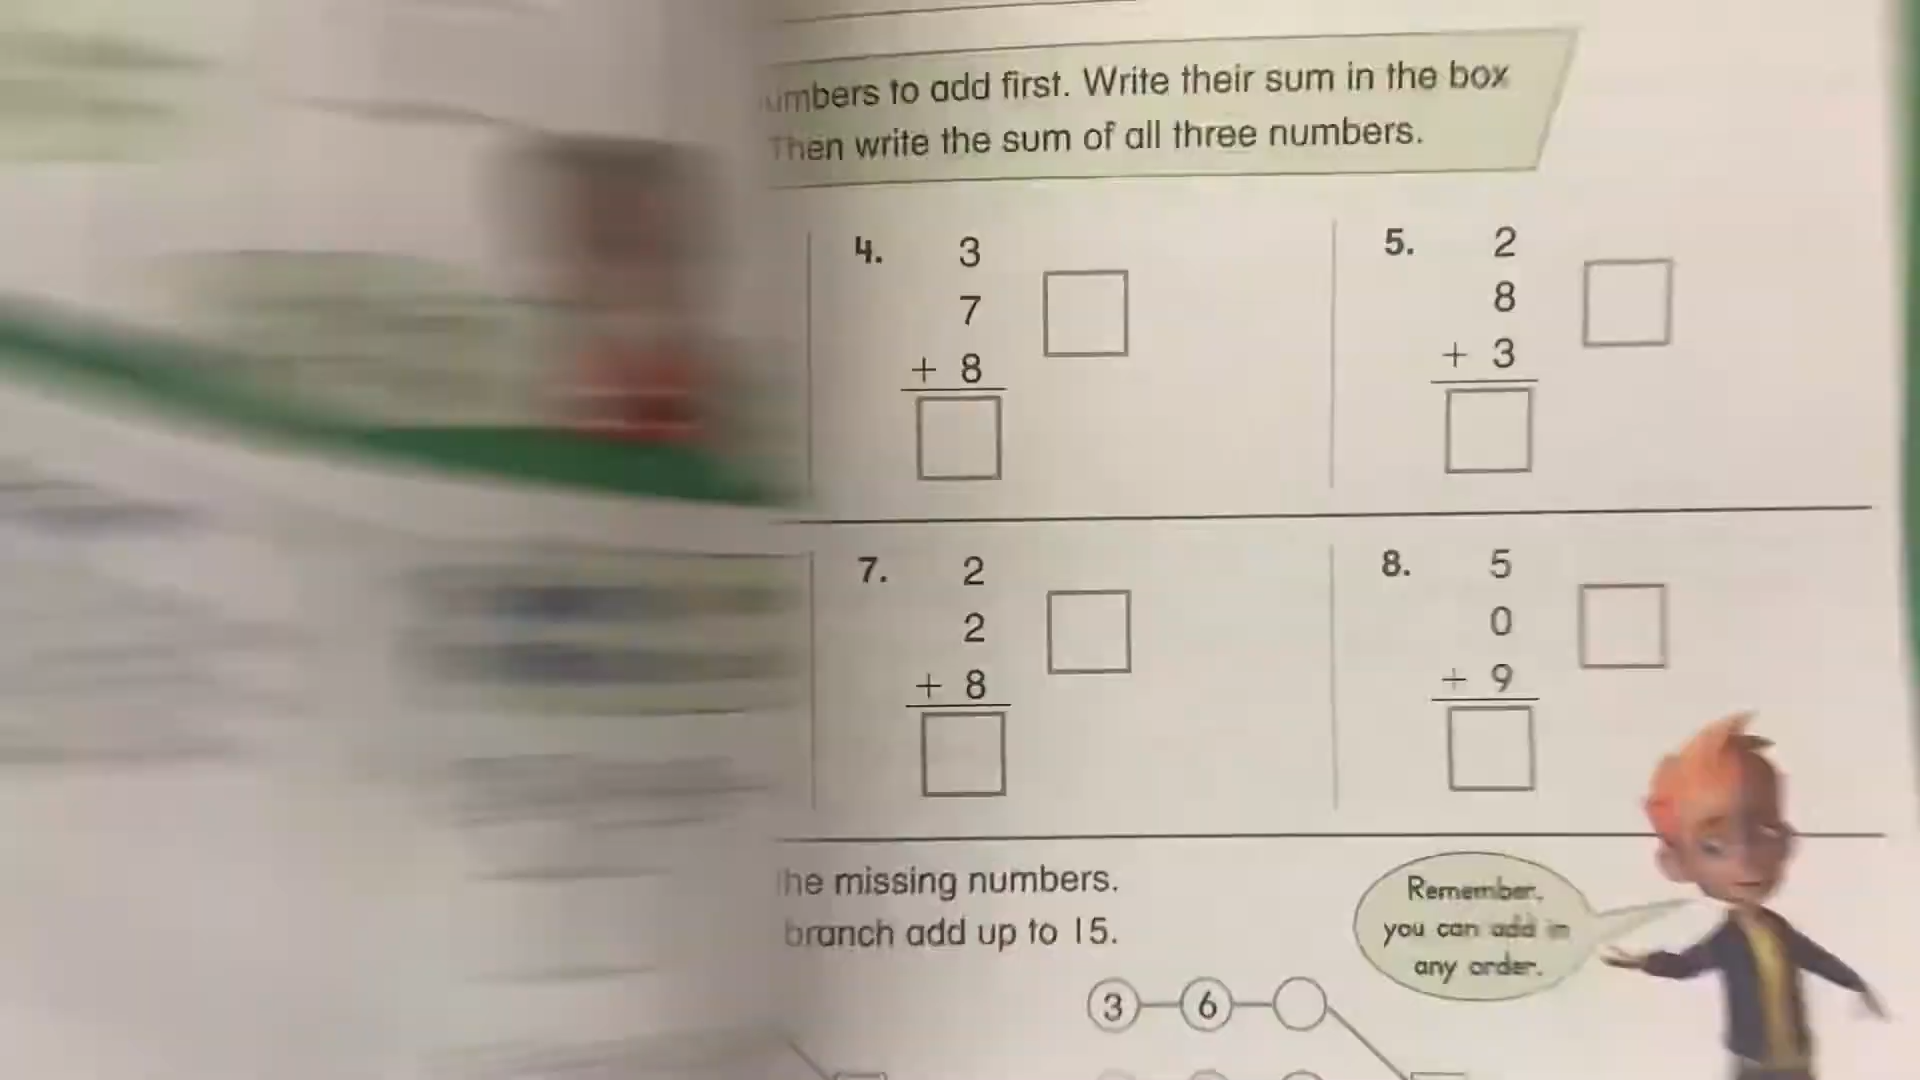 to add first. Write their sum in the box
Then write the sum of all three numbers.
4. 3
7
+ 8
5. 2
8
+ 3
7. 2
2
+ 8
8. 5
0
+ 9
the missing numbers.
branch add up to 15.
Remember,
you can add in
any order.
3 6